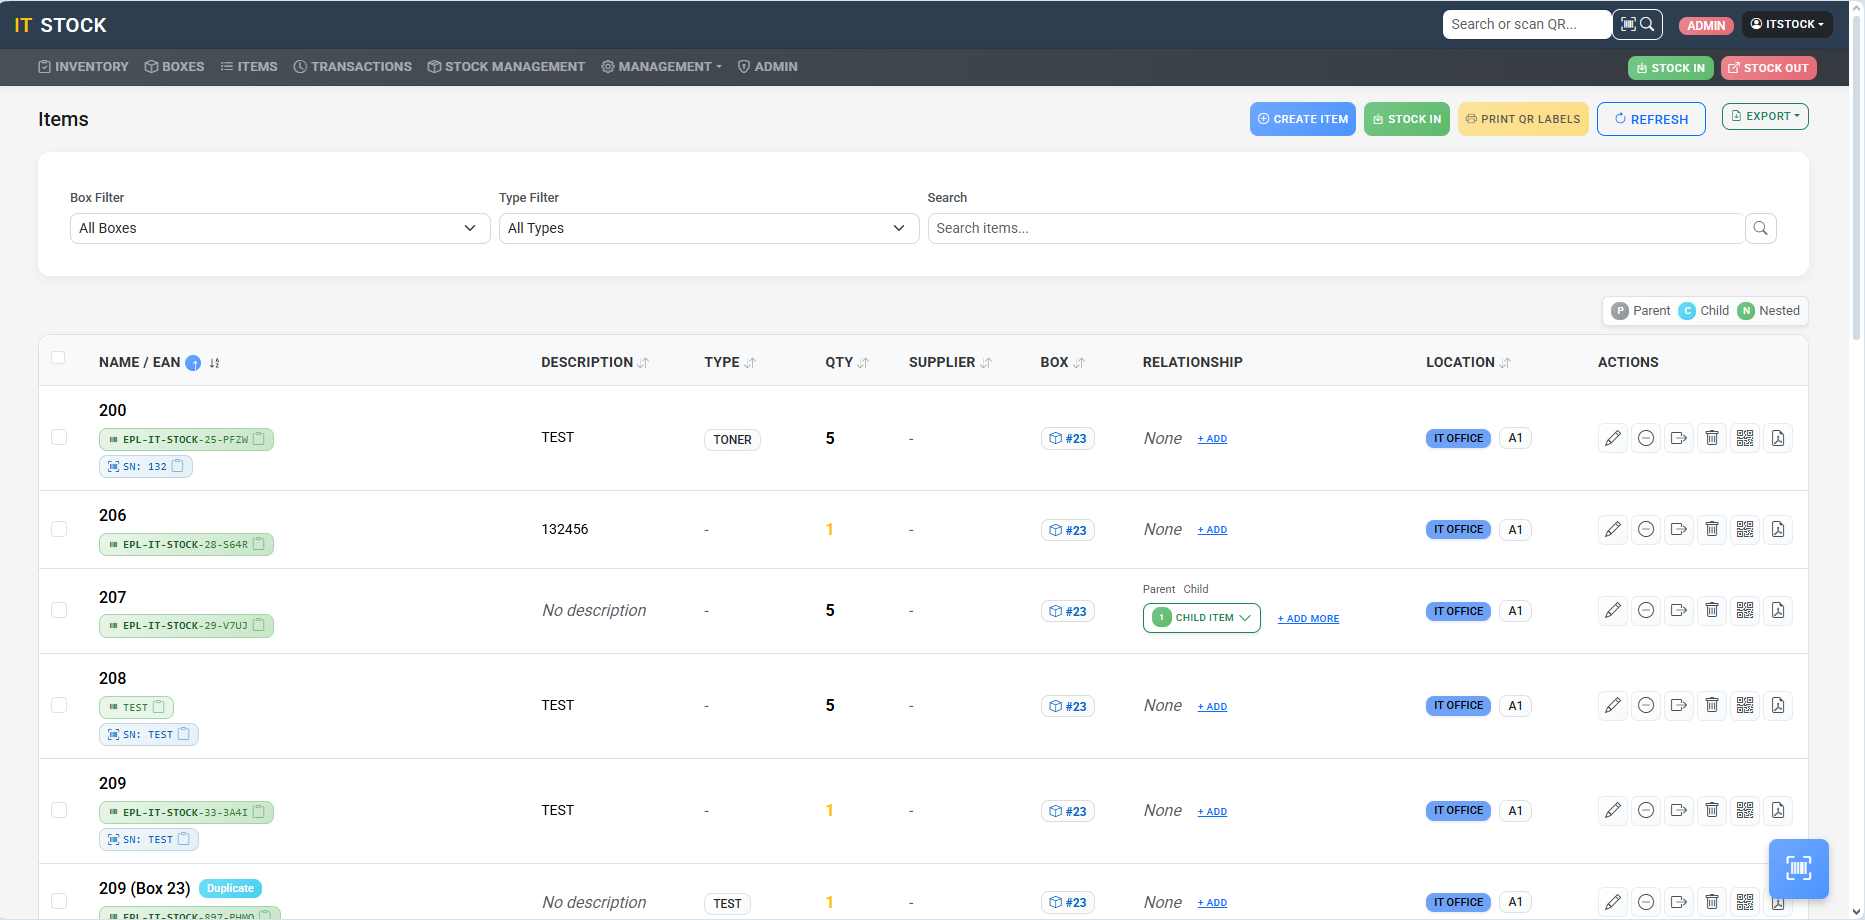 IT STOCK
Search or scan QR...
ADMIN
ITSTOCK
INVENTORY BOXES ITEMS TRANSACTIONS STOCK MANAGEMENT MANAGEMENT ADMIN
STOCK IN STOCK OUT
Items
CREATE ITEM STOCK IN PRINT QR LABELS REFRESH EXPORT
Box Filter Type Filter Search
All Boxes All Types Search items...
P Parent C Child N Nested
NAME / EAN DESCRIPTION TYPE QTY SUPPLIER BOX RELATIONSHIP LOCATION ACTIONS
200
EPL-IT-STOCK-25-PFZW
SN: 132
TEST TONER 5 - #23 None + ADD IT OFFICE A1
206
EPL-IT-STOCK-28-S64R
132456 - 1 - #23 None + ADD IT OFFICE A1
207
EPL-IT-STOCK-29-V7UJ
No description - 5 - #23
Parent Child
1 CHILD ITEM + ADD MORE
IT OFFICE A1
208
TEST
SN: TEST
TEST - 5 - #23 None + ADD IT OFFICE A1
209
EPL-IT-STOCK-33-3A4I
SN: TEST
TEST - 1 - #23 None + ADD IT OFFICE A1
209 (Box 23) Duplicate
EPL-IT-STOCK-897-PHMO
No description TEST 1 - #23 None + ADD IT OFFICE A1